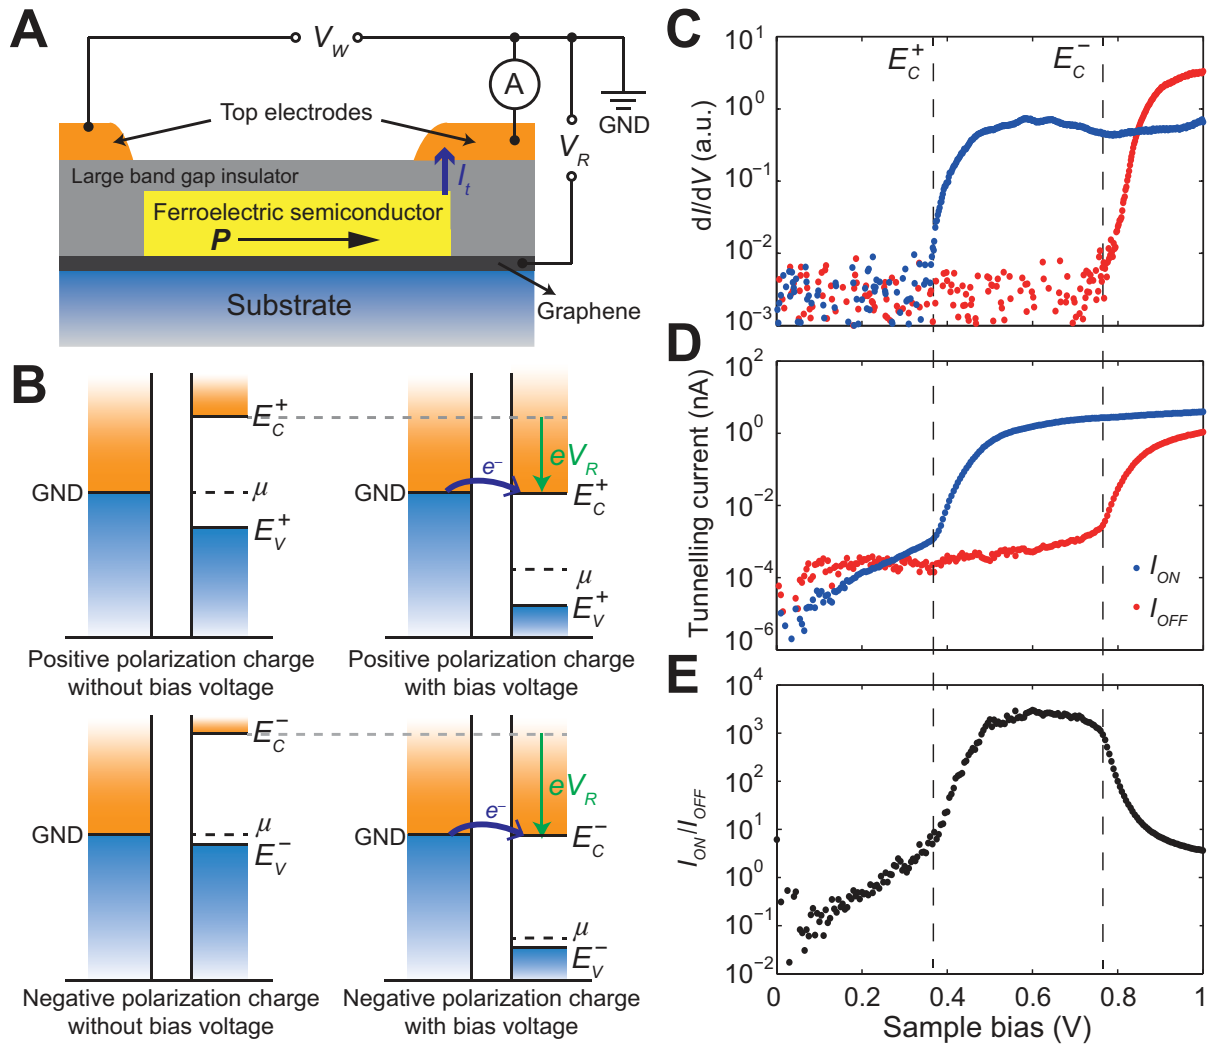 A
V_W
A
GND
Top electrodes
V_R
Large band gap insulator
I_t
Ferroelectric semiconductor
P
Graphene
Substrate
B
E_C^+
μ
GND
E_V^+
e^-
eV_R
E_C^+
μ
E_V^+
Positive polarization charge
without bias voltage
Positive polarization charge
with bias voltage
E_C^-
μ
GND
E_V^-
e^-
eV_R
E_C^-
μ
E_V^-
Negative polarization charge
without bias voltage
Negative polarization charge
with bias voltage
C
E_C^+
E_C^-
dI/dV (a.u.)
10^1
10^0
10^−1
10^−2
10^−3
D
Tunnelling current (nA)
10^2
10^0
10^−2
10^−4
10^−6
I_ON
I_OFF
E
I_ON/I_OFF
10^4
10^3
10^2
10^1
10^0
10^−1
10^−2
0 0.2 0.4 0.6 0.8 1
Sample bias (V)